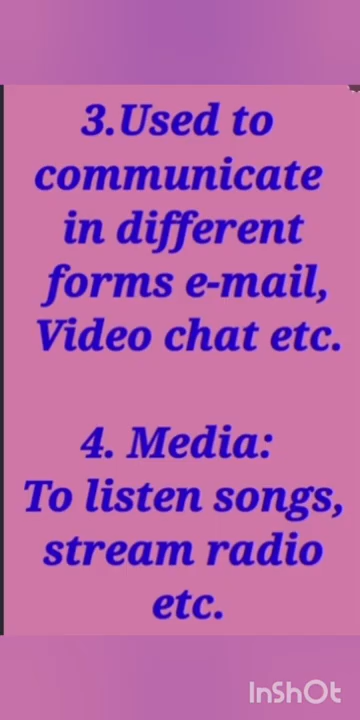 3.Used to
communicate
in different
forms e-mail,
Video chat etc.
4. Media:
To listen songs,
stream radio
etc.
InShOt